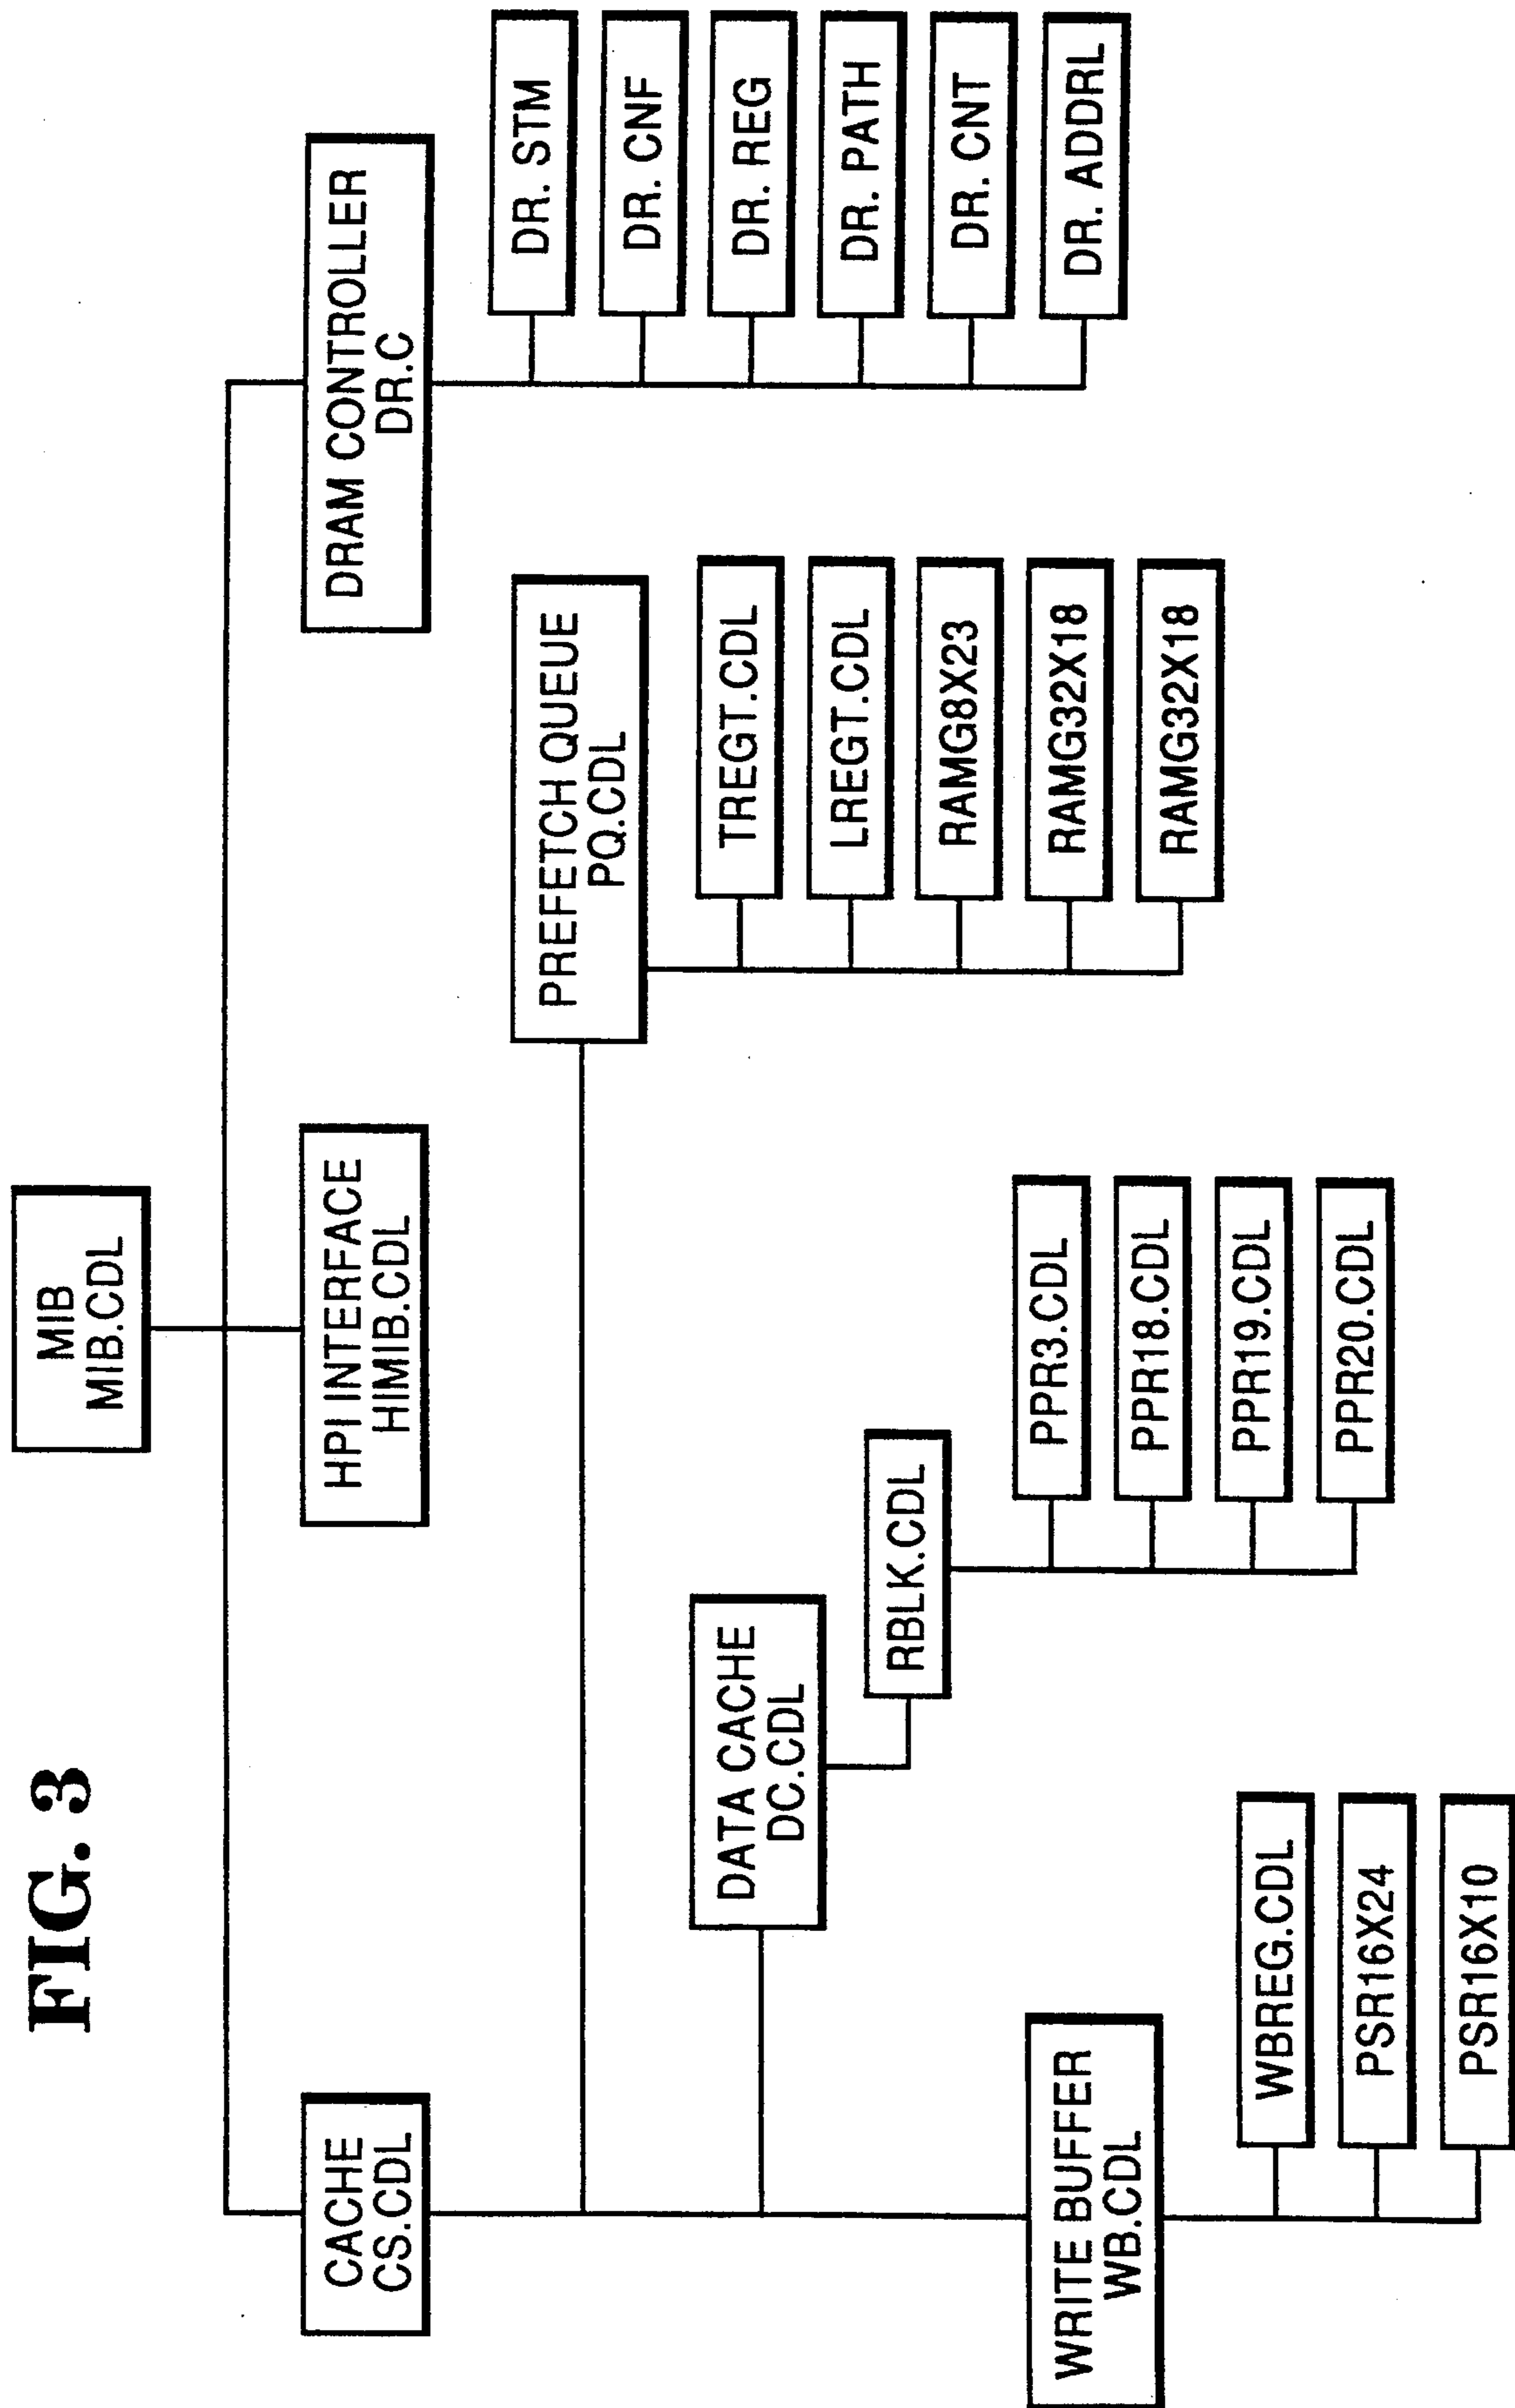 FIG. 3
MIB
MIB.CDL
CACHE
CS.CDL
HPI INTERFACE
HIMIB.CDL
DRAM CONTROLLER
DR.C
DR. STM
DR. CNF
DR. REG
DR. PATH
DR. CNT
DR. ADDRL
PREFETCH QUEUE
PQ.CDL
TREGT.CDL
LREGT.CDL
RAMG8X23
RAMG32X18
RAMG32X18
DATA CACHE
DC.CDL
RBLK.CDL
PPR3.CDL
PPR18.CDL
PPR19.CDL
PPR20.CDL
WRITE BUFFER
WB.CDL
WBREG.CDL
PSR16X24
PSR16X10